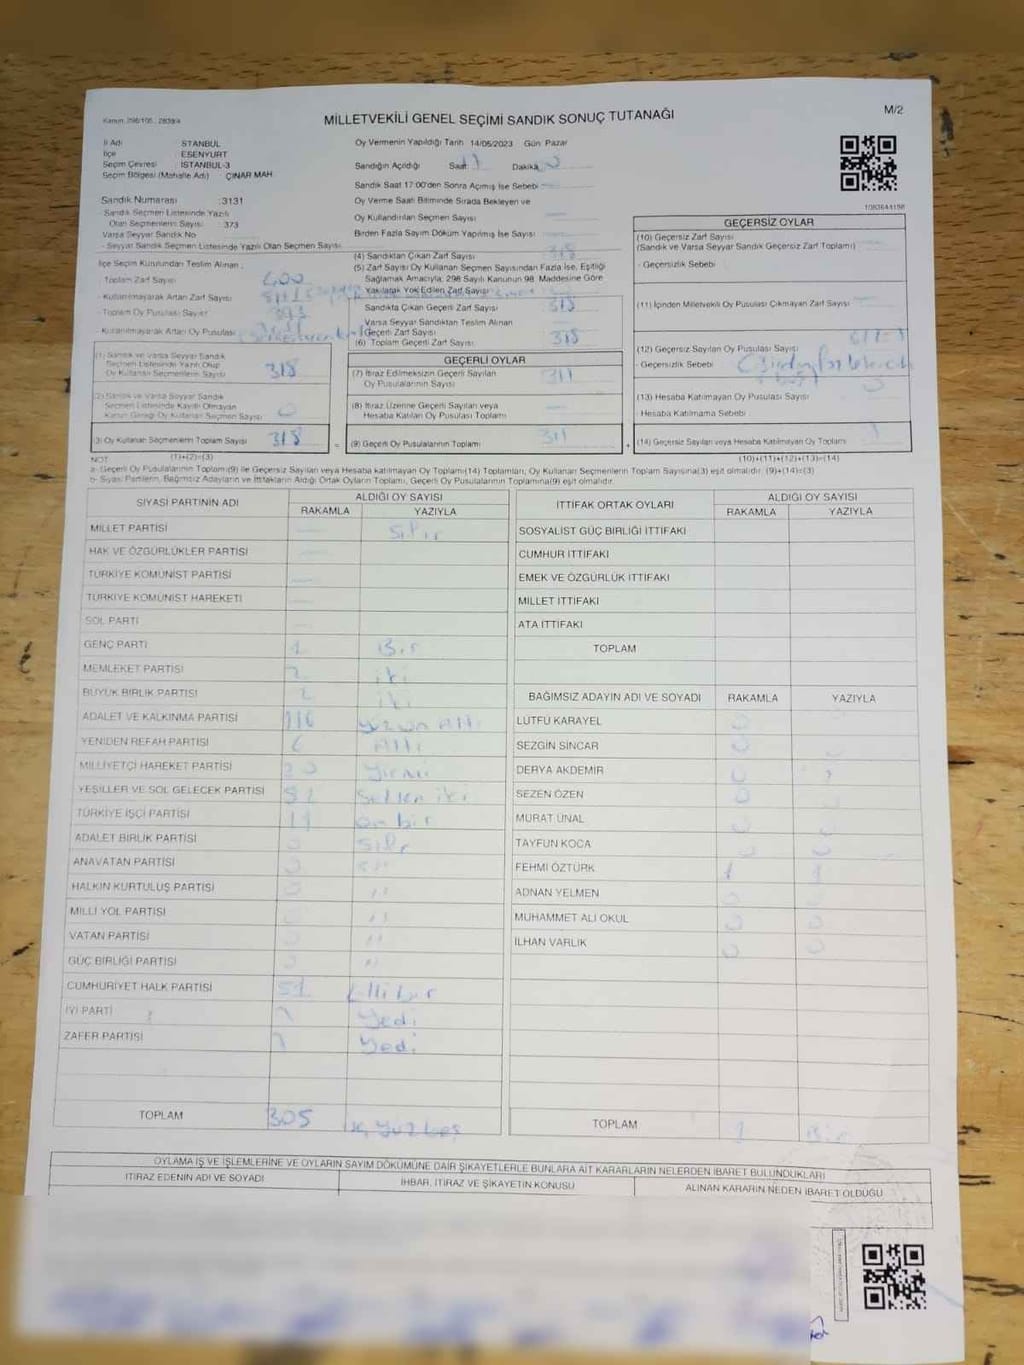 Kanun: 298/105 , 2839/4
MİLLETVEKİLİ GENEL SEÇİMİ SANDIK SONUÇ TUTANAĞI
M/2
İl Adı : İSTANBUL
İlçe : ESENYURT
Seçim Çevresi : İSTANBUL-3
Seçim Bölgesi (Mahalle Adı) : ÇINAR MAH.
Sandık Numarası :3131
Sandık Seçmen Listesinde Yazılı
Olan Seçmenlerin Sayısı : 373
Varsa Seyyar Sandık No
- Seyyar Sandık Seçmen Listesinde Yazılı Olan Seçmen Sayısı
İlçe Seçim Kurulundan Teslim Alınan ;
Toplam Zarf Sayısı 400
- Kullanılmayarak Artan Zarf Sayısı
- Toplam Oy Pusulası Sayısı
- Kullanılmayarak Artan Oy Pusulası
(1) Sandık ve Varsa Seyyar Sandık
Seçmen Listesinde Yazılı Olup
Oy Kullanan Seçmenlerin Sayısı 318
(2) Sandık ve Varsa Seyyar Sandık
Seçmen Listesinde Kayıtlı Olmayan
Kanun Gereği Oy Kullanan Seçmen Sayısı 0
(3) Oy Kullanan Seçmenlerin Toplam Sayısı 318
(1)+(2)=(3)
Oy Vermenin Yapıldığı Tarih 14/05/2023 Gün Pazar
Sandığın Açıldığı Saat Dakika
Sandık Saat 17:00'den Sonra Açılmış İse Sebebi
Oy Verme Saati Bitiminde Sırada Bekleyen ve
Oy Kullandırılan Seçmen Sayısı
Birden Fazla Sayım Döküm Yapılmış İse Sayısı
(4) Sandıktan Çıkan Zarf Sayısı 318
(5) Zarf Sayısı Oy Kullanan Seçmen Sayısından Fazla İse, Eşitliği
Sağlamak Amacıyla; 298 Sayılı Kanunun 98. Maddesine Göre
Yakılarak Yok Edilen Zarf Sayısı
Sandıkta Çıkan Geçerli Zarf Sayısı 318
Varsa Seyyar Sandıktan Teslim Alınan
Geçerli Zarf Sayısı
(6) Toplam Geçerli Zarf Sayısı 318
GEÇERLİ OYLAR
(7) İtiraz Edilmeksizin Geçerli Sayılan
Oy Pusulalarının Sayısı 311
(8) İtiraz Üzerine Geçerli Sayılan veya
Hesaba Katılan Oy Pusulası Toplamı
= (9) Geçerli Oy Pusulalarının Toplamı 311 +
1083644198
GEÇERSİZ OYLAR
(10) Geçersiz Zarf Sayısı
(Sandık ve Varsa Seyyar Sandık Geçersiz Zarf Toplamı)
- Geçersizlik Sebebi
(11) İçinden Milletvekili Oy Pusulası Çıkmayan Zarf Sayısı
(12) Geçersiz Sayılan Oy Pusulası Sayısı
- Geçersizlik Sebebi
(13) Hesaba Katılmayan Oy Pusulası Sayısı
Hesaba Katılmama Sebebi
(14) Geçersiz Sayılan veya Hesaba Katılmayan Oy Toplamı
(10)+(11)+(12)+(13)=(14)
NOT
a- Geçerli Oy Pusulalarının Toplamı(9) ile Geçersiz Sayılan veya Hesaba katılmayan Oy Toplamı(14) Toplamları, Oy Kullanan Seçmenlerin Toplam Sayısına(3) eşit olmalıdır. (9)+(14)=(3)
b- Siyasi Partilerin, Bağımsız Adayların ve İttifakların Aldığı Ortak Oyların Toplamı, Geçerli Oy Pusulalarının Toplamına(9) eşit olmalıdır.
SİYASİ PARTİNİN ADI ALDIĞI OY SAYISI
RAKAMLA YAZIYLA
MİLLET PARTİSİ — Sıfır
HAK VE ÖZGÜRLÜKLER PARTİSİ —
TÜRKİYE KOMÜNİST PARTİSİ —
TÜRKİYE KOMÜNİST HAREKETİ —
SOL PARTİ —
GENÇ PARTİ 1 Bir
MEMLEKET PARTİSİ 2 iki
BÜYÜK BİRLİK PARTİSİ 2 iki
ADALET VE KALKINMA PARTİSİ 116 Yüzon Altı
YENİDEN REFAH PARTİSİ 6 Altı
MİLLİYETÇİ HAREKET PARTİSİ 20 Yirmi
YEŞİLLER VE SOL GELECEK PARTİSİ 82 Seksen iki
TÜRKİYE İŞÇİ PARTİSİ 11 on bir
ADALET BİRLİK PARTİSİ 0 Sıfır
ANAVATAN PARTİSİ 0
HALKIN KURTULUŞ PARTİSİ 0 "
MİLLİ YOL PARTİSİ 0 "
VATAN PARTİSİ 0 "
GÜÇ BİRLİĞİ PARTİSİ 0 "
CUMHURİYET HALK PARTİSİ 51 Ellibir
İYİ PARTİ 7 Yedi
ZAFER PARTİSİ 7 Yedi
TOPLAM 305 üçyüzbeş
İTTİFAK ORTAK OYLARI ALDIĞI OY SAYISI
RAKAMLA YAZIYLA
SOSYALİST GÜÇ BİRLİĞİ İTTİFAKI
CUMHUR İTTİFAKI
EMEK VE ÖZGÜRLÜK İTTİFAKI
MİLLET İTTİFAKI
ATA İTTİFAKI
TOPLAM
BAĞIMSIZ ADAYIN ADI VE SOYADI RAKAMLA YAZIYLA
LÜTFÜ KARAYEL 0
SEZGİN SİNCAR 0
DERYA AKDEMİR 0
SEZEN ÖZEN 0
MURAT ÜNAL 0
TAYFUN KOCA 0
FEHMİ ÖZTÜRK 1 1
ADNAN YELMEN 0 0
MUHAMMET ALİ OKUL 0 0
İLHAN VARLIK 0 0
TOPLAM 1 Bir
OYLAMA İŞ VE İŞLEMLERİNE VE OYLARIN SAYIM DÖKÜMÜNE DAİR ŞİKAYETLERLE BUNLARA AİT KARARLARIN NELERDEN İBARET BULUNDUKLARI
İTİRAZ EDENİN ADI VE SOYADI İHBAR, İTİRAZ VE ŞİKAYETİN KONUSU ALINAN KARARIN NEDEN İBARET OLDUĞU